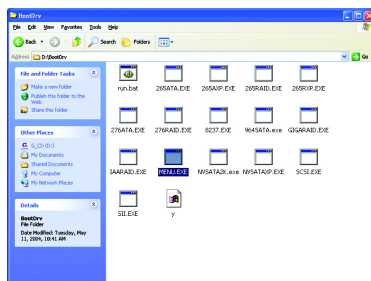 BootDrv
File Edit View Favorites Tools Help
Back Search Folders
Address D:\BootDrv Go
File and Folder Tasks
Make a new folder
Publish this folder to the Web
Share this folder
Other Places
G_CD (D:)
My Documents
Shared Documents
My Computer
My Network Places
Details
BootDrv
File Folder
Date Modified: Tuesday, May 11, 2004, 10:41 AM
run.bat 265ATA.EXE 265AXP.EXE 265RAID.EXE 265RXP.EXE
276ATA.EXE 276RAID.EXE 8237.EXE 964SATA.exe GIGARAID.EXE
IAARAID.EXE MENU.EXE NVSATA2K.exe NVSATAXP.EXE SCSI.EXE
SII.EXE y